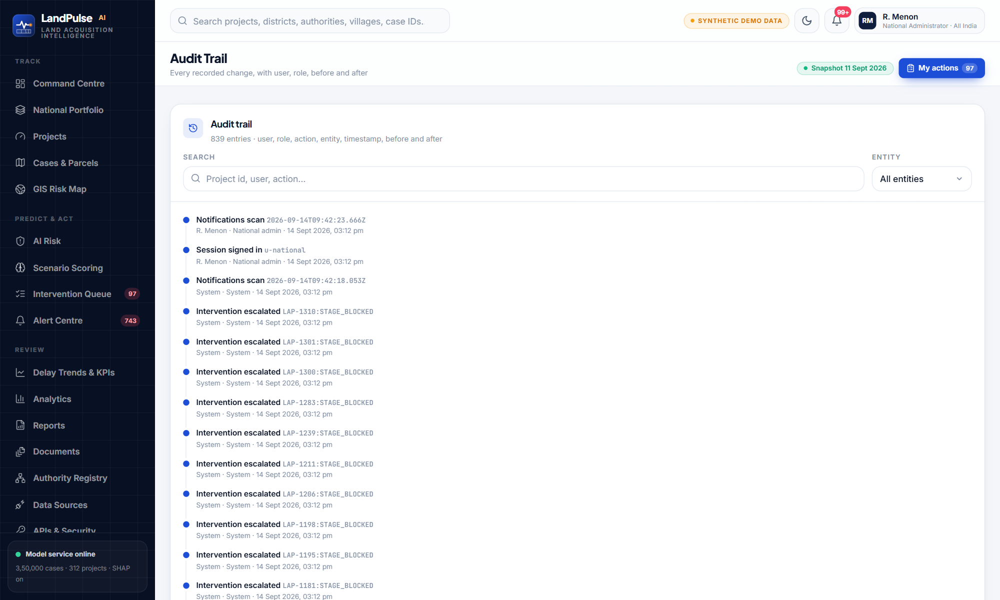 LandPulse AI
LAND ACQUISITION
INTELLIGENCE
TRACK
Command Centre
National Portfolio
Projects
Cases & Parcels
GIS Risk Map
PREDICT & ACT
AI Risk
Scenario Scoring
Intervention Queue 97
Alert Centre 743
REVIEW
Delay Trends & KPIs
Analytics
Reports
Documents
Authority Registry
Data Sources
APIs & Security
Model service online
3,50,000 cases · 312 projects · SHAP
on
Search projects, districts, authorities, villages, case IDs..
SYNTHETIC DEMO DATA
99+
RM
R. Menon
National Administrator · All India
Audit Trail
Every recorded change, with user, role, before and after
Snapshot 11 Sept 2026
My actions 97
Audit trail
839 entries · user, role, action, entity, timestamp, before and after
SEARCH
Project id, user, action...
ENTITY
All entities
Notifications scan 2026-09-14T09:42:23.666Z
R. Menon · National admin · 14 Sept 2026, 03:12 pm
Session signed in u-national
R. Menon · National admin · 14 Sept 2026, 03:12 pm
Notifications scan 2026-09-14T09:42:18.053Z
System · System · 14 Sept 2026, 03:12 pm
Intervention escalated LAP-1310:STAGE_BLOCKED
System · System · 14 Sept 2026, 03:12 pm
Intervention escalated LAP-1301:STAGE_BLOCKED
System · System · 14 Sept 2026, 03:12 pm
Intervention escalated LAP-1300:STAGE_BLOCKED
System · System · 14 Sept 2026, 03:12 pm
Intervention escalated LAP-1283:STAGE_BLOCKED
System · System · 14 Sept 2026, 03:12 pm
Intervention escalated LAP-1239:STAGE_BLOCKED
System · System · 14 Sept 2026, 03:12 pm
Intervention escalated LAP-1211:STAGE_BLOCKED
System · System · 14 Sept 2026, 03:12 pm
Intervention escalated LAP-1206:STAGE_BLOCKED
System · System · 14 Sept 2026, 03:12 pm
Intervention escalated LAP-1198:STAGE_BLOCKED
System · System · 14 Sept 2026, 03:12 pm
Intervention escalated LAP-1195:STAGE_BLOCKED
System · System · 14 Sept 2026, 03:12 pm
Intervention escalated LAP-1181:STAGE_BLOCKED
System · System · 14 Sept 2026, 03:12 pm